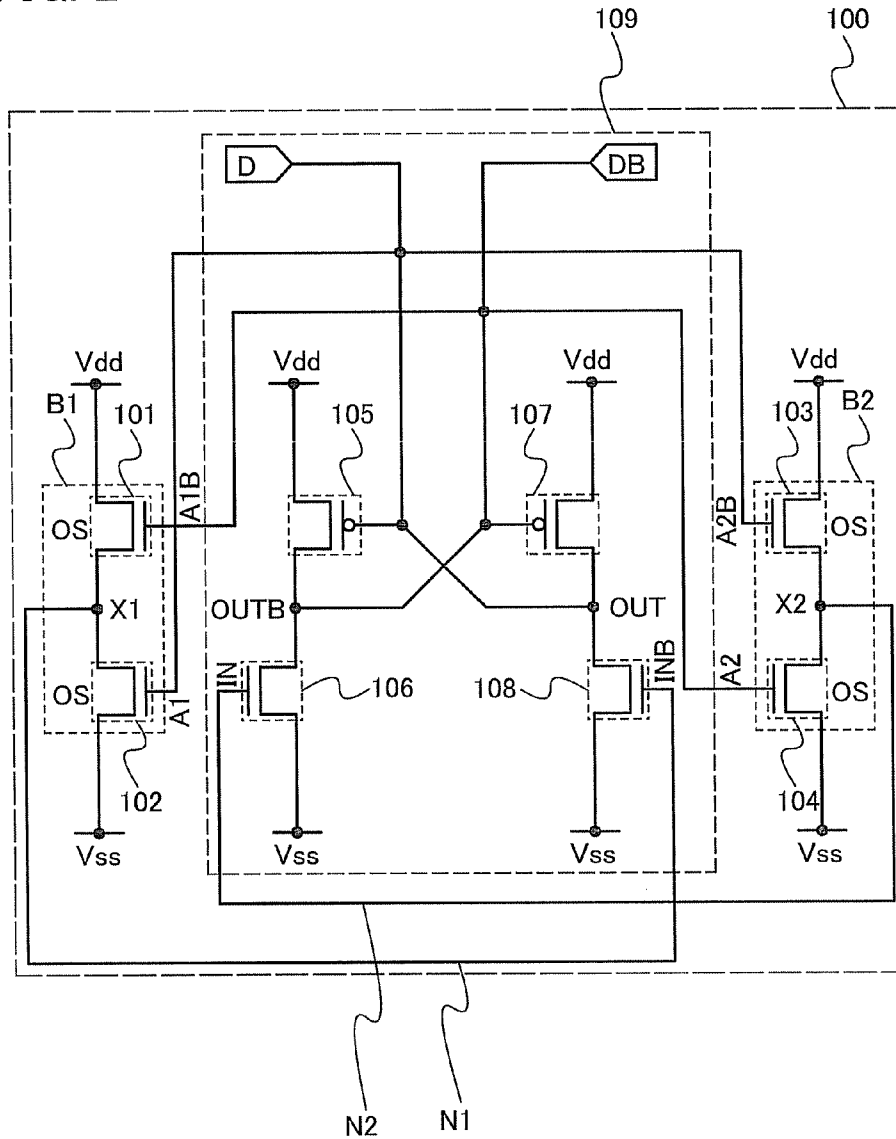 109
100
D
DB
Vdd
Vdd
Vdd
Vdd
B1
101
105
107
103
B2
A1B
A2B
OS
OS
X1
OUTB
OUT
X2
IN
INB
OS
A1
106
108
A2
OS
102
104
Vss
Vss
Vss
Vss
N2
N1